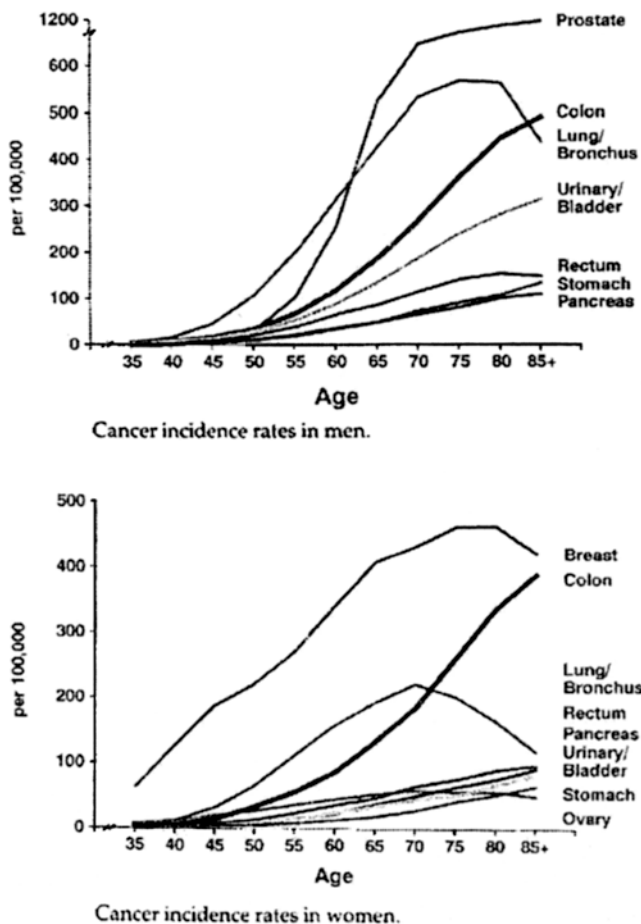 1200
600
500
400
300
200
100
0
per 100,000
Prostate
Colon
Lung/
Bronchus
Urinary/
Bladder
Rectum
Stomach
Pancreas
35 40 45 50 55 60 65 70 75 80 85+
Age
Cancer incidence rates in men.
500
400
300
200
100
0
per 100,000
Breast
Colon
Lung/
Bronchus
Rectum
Pancreas
Urinary/
Bladder
Stomach
Ovary
35 40 45 50 55 60 65 70 75 80 85+
Age
Cancer incidence rates in women.